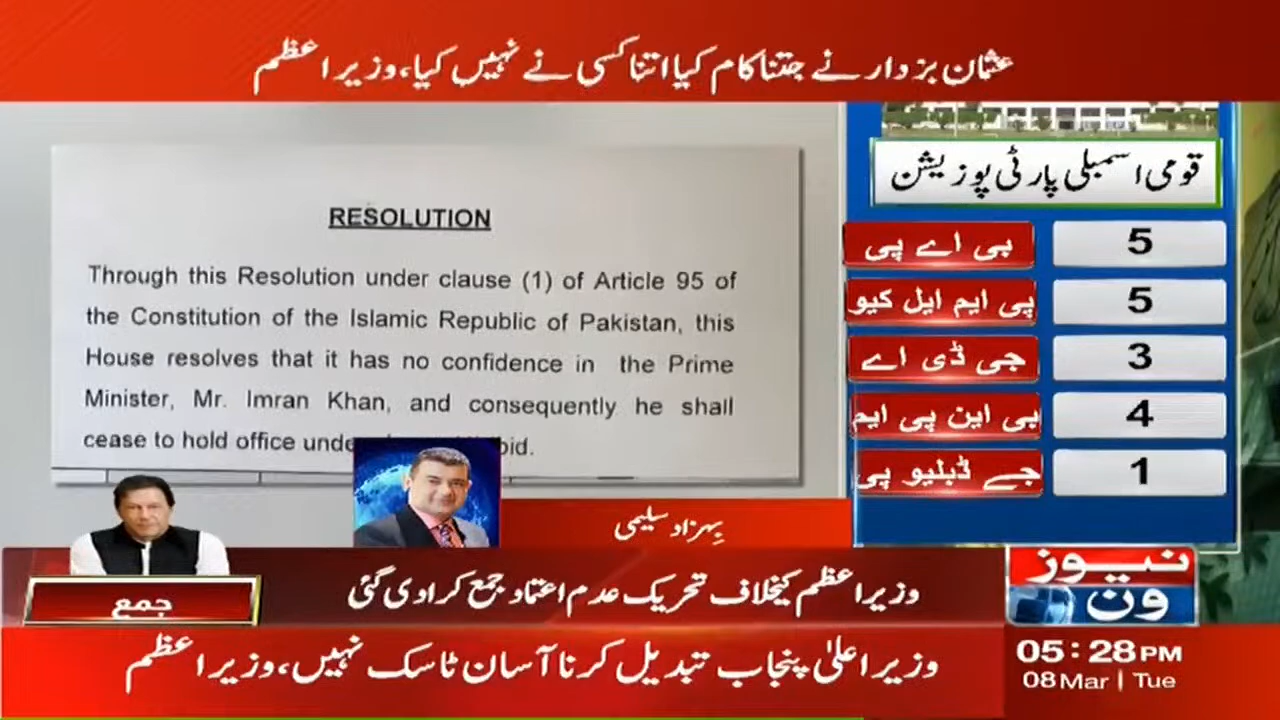 عثمان بزدار نے جتنا کام کیا اتنا کسی نے نہیں کیا، وزیراعظم
RESOLUTION
Through this Resolution under clause (1) of Article 95 of
the Constitution of the Islamic Republic of Pakistan, this
House resolves that it has no confidence in the Prime
Minister, Mr. Imran Khan, and consequently he shall
cease to hold office
قومی اسمبلی پارٹی پوزیشن
بی اے پی 5
پی ایم ایل کیو 5
جی ڈی اے 3
بی این پی ایم 4
جے ڈبلیو پی 1
بہزاد سلیمی
وزیراعظم کیخلاف تحریک عدم اعتماد جمع کرادی گئی
جمع
نیوز
ون
وزیراعلیٰ پنجاب تبدیل کرنا آسان ٹاسک نہیں، وزیراعظم
05:28 PM
08 Mar | Tue